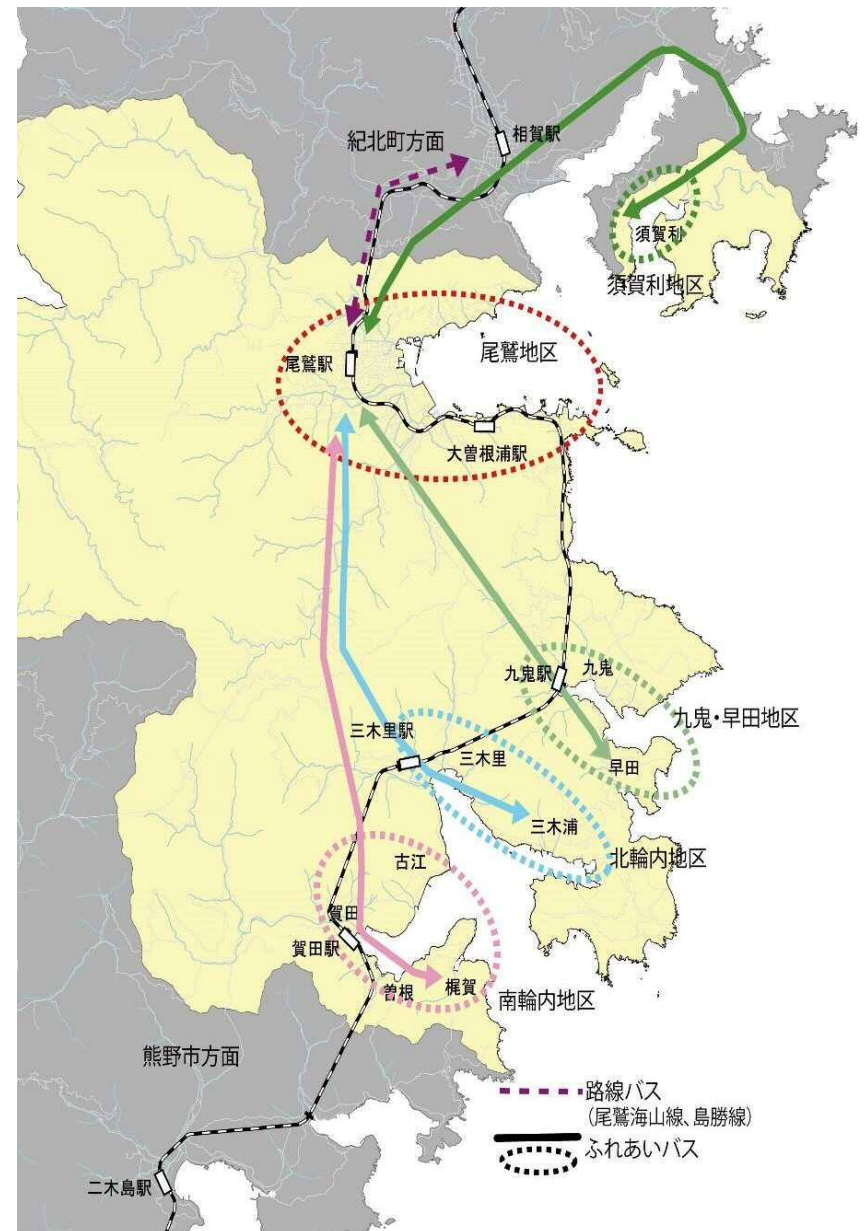 相賀駅
紀北町方面
須賀利
須賀利地区
尾鷲駅
尾鷲地区
大曽根浦駅
九鬼駅
九鬼
九鬼・早田地区
三木里駅
三木里
早田
三木浦
北輪内地区
古江
賀田
賀田駅
曽根
梶賀
南輪内地区
熊野市方面
路線バス
(尾鷲海山線、島勝線)
ふれあいバス
二木島駅